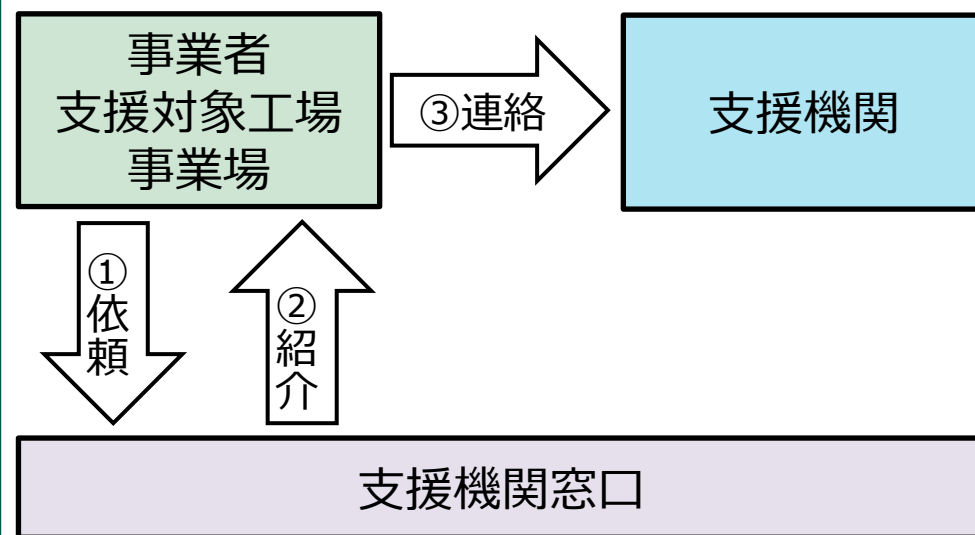 事業者
支援対象工場
事業場
③連絡
支援機関
①依頼
②紹介
支援機関窓口